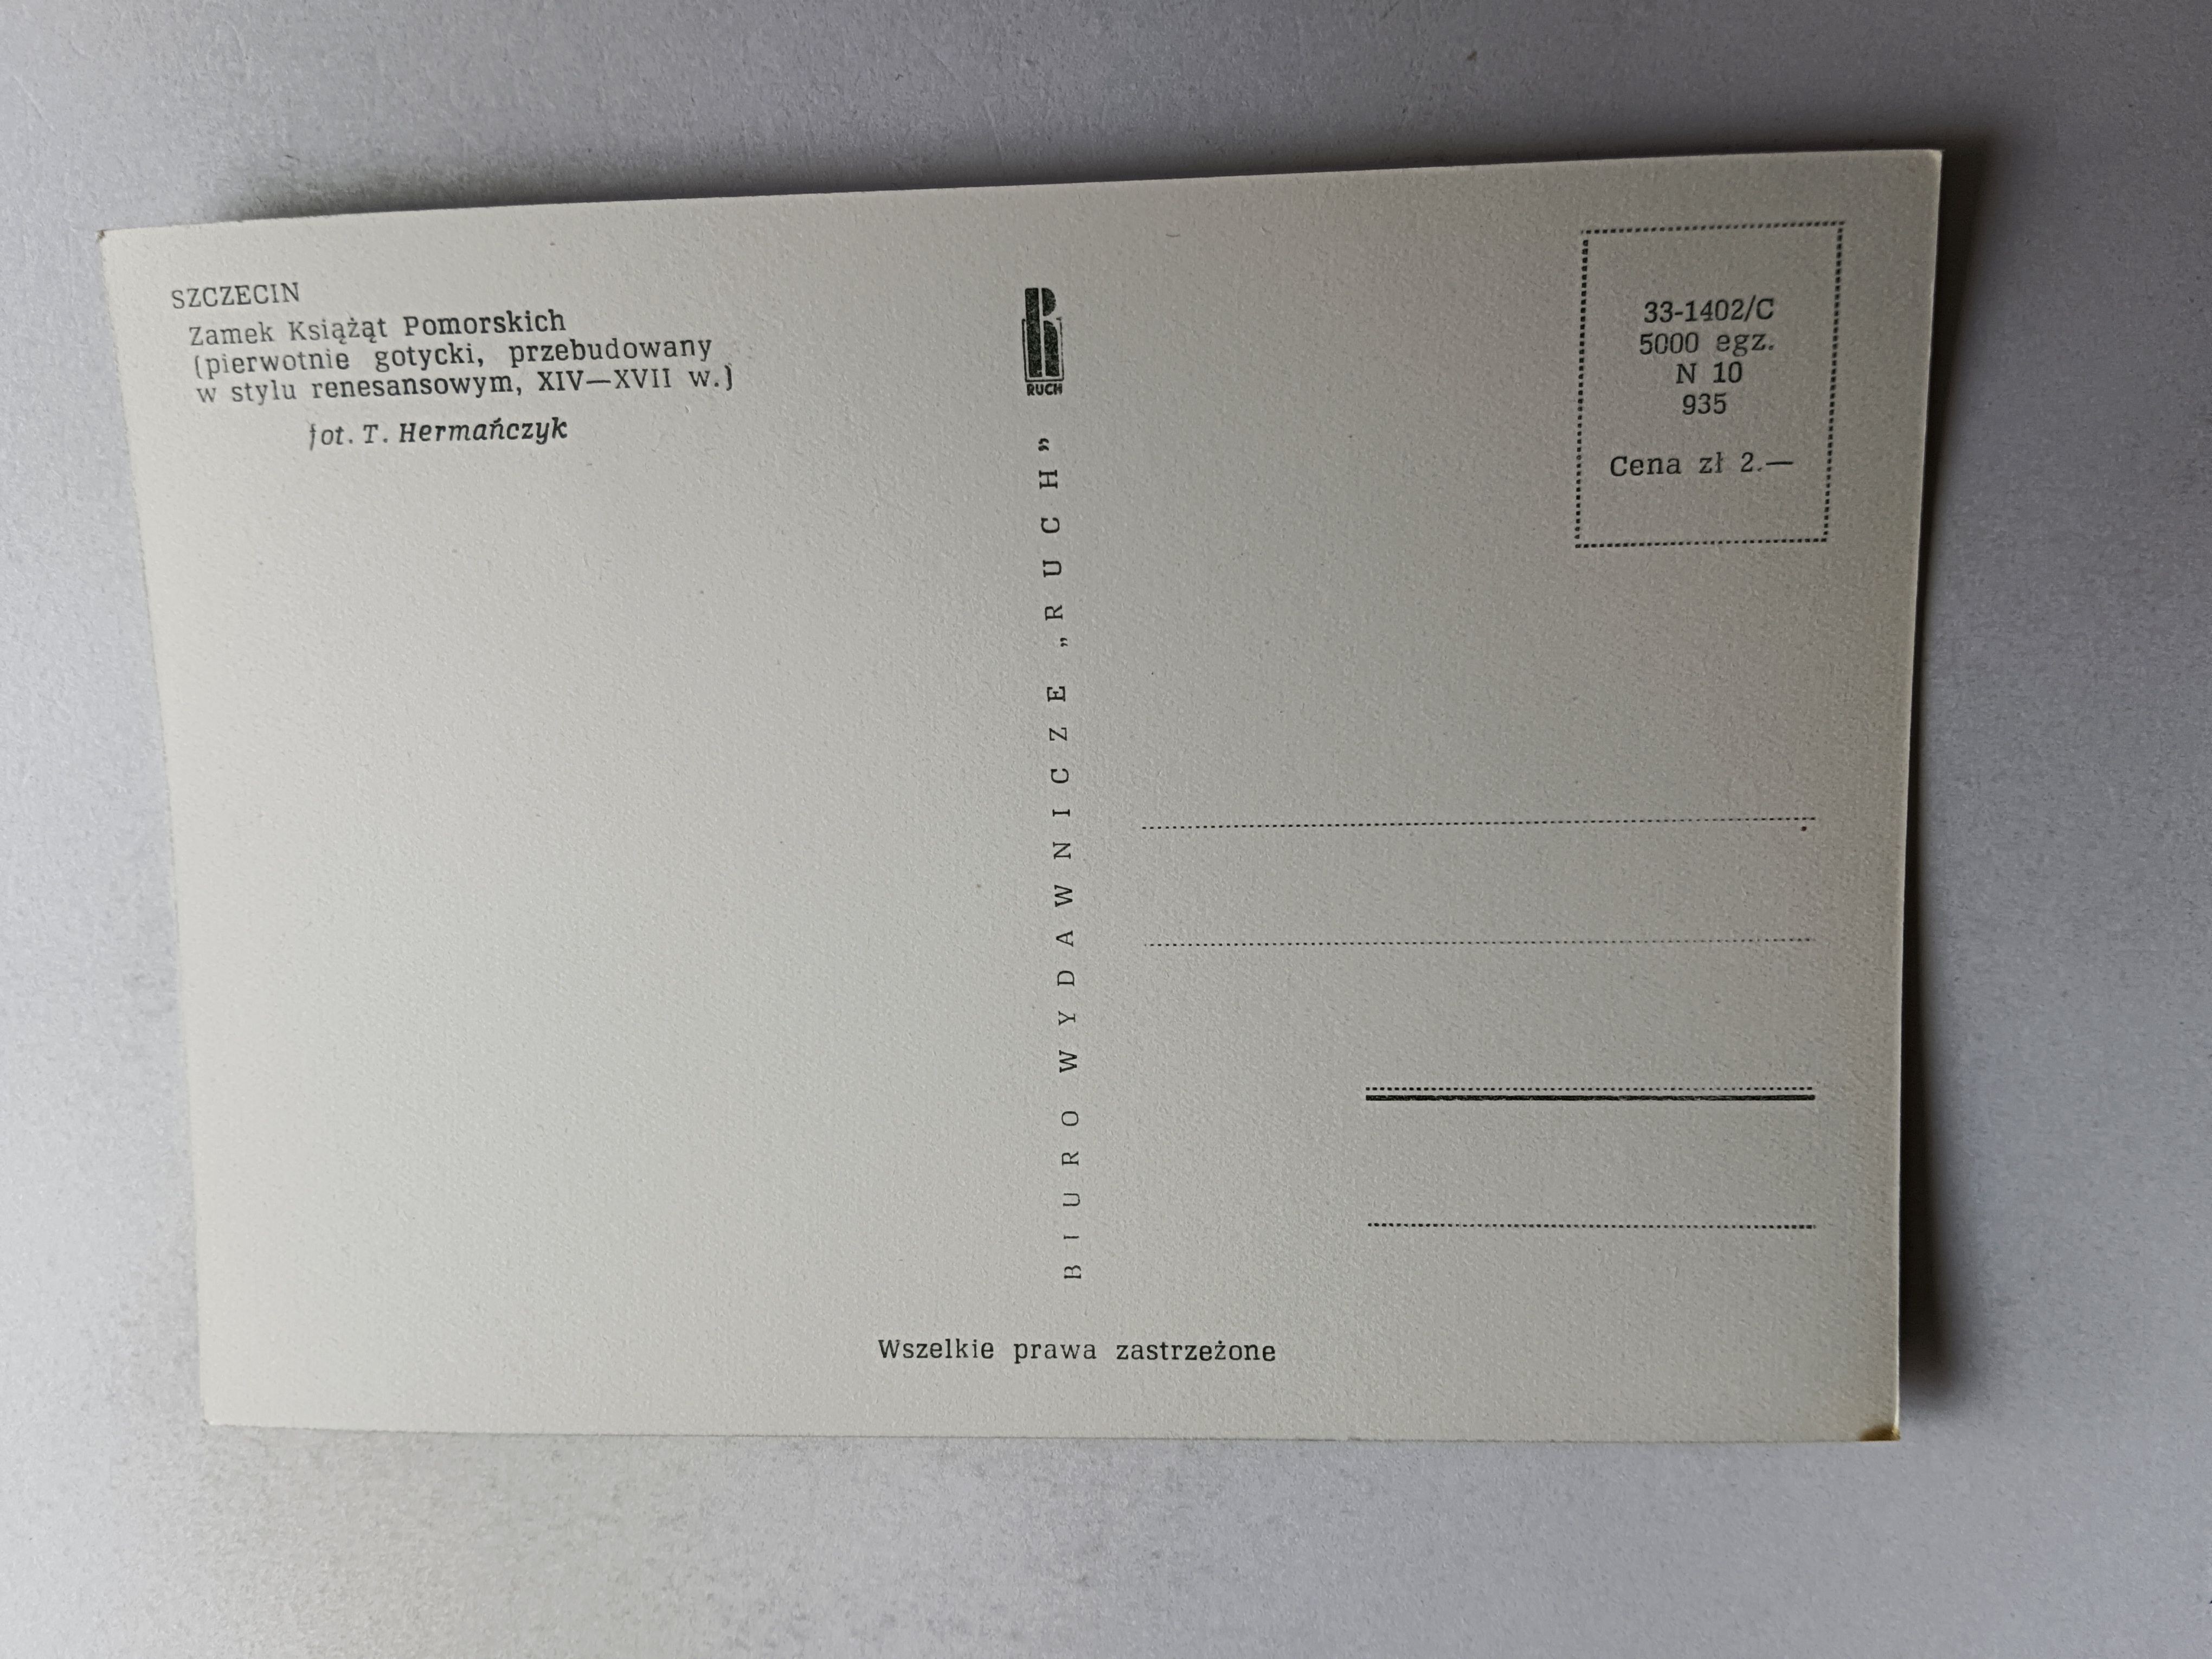 SZCZECIN
Zamek Książąt Pomorskich
(pierwotnie gotycki, przebudowany
w stylu renesansowym, XIV—XVII w.)
fot. T. Hermańczyk
RUCH
BIURO WYDAWNICZE „RUCH”
33-1402/C
5000 egz.
N 10
935
Cena zł 2.—
Wszelkie prawa zastrzeżone